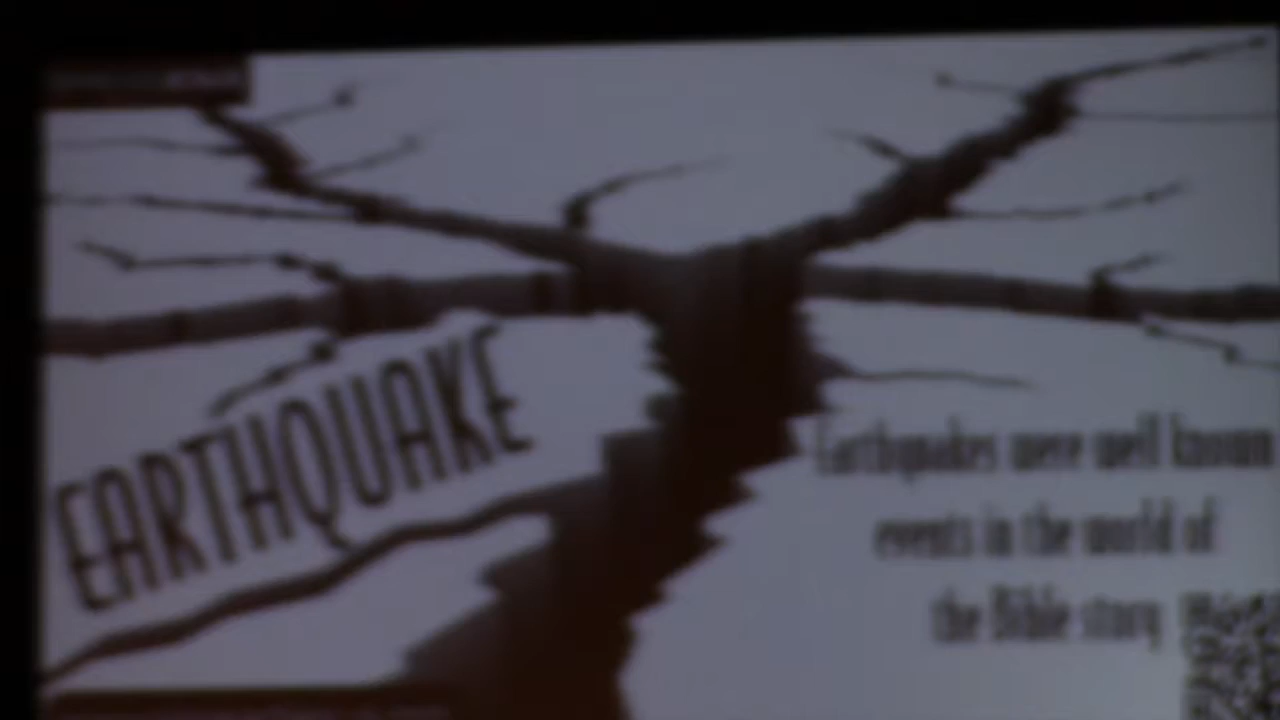 EARTHQUAKE
Earthquakes were well known
events in the world of
the Bible story